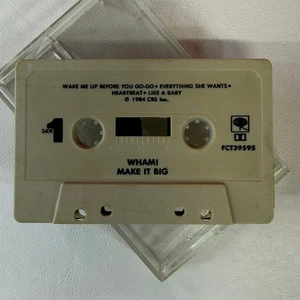 WAKE ME UP BEFORE YOU GO-GO • EVERYTHING SHE WANTS •
HEARTBEAT • LIKE A BABY
℗ 1984 CBS Inc.
SIDE 1
FCT39595
WHAM!
MAKE IT BIG